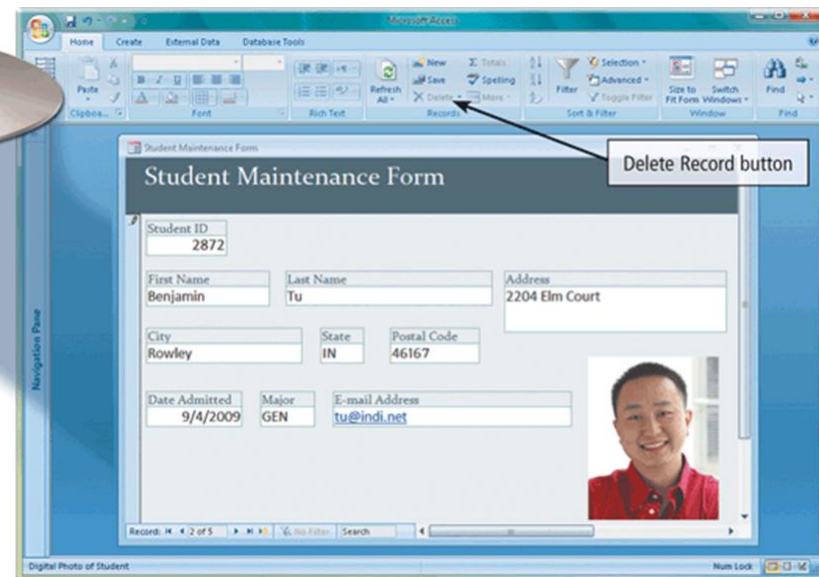 Microsoft Access
Home Create External Data Database Tools
Paste
B I U
A
Refresh All
New
Save
Delete
Totals
Spelling
More
Filter
Selection
Advanced
Toggle Filter
Size to Fit Form
Switch Windows
Find
Clipboa...
Font
Rich Text
Records
Sort & Filter
Window
Find
Delete Record button
Student Maintenance Form
Student Maintenance Form
Student ID
2872
First Name Last Name Address
Benjamin Tu 2204 Elm Court
City State Postal Code
Rowley IN 46167
Date Admitted Major E-mail Address
9/4/2009 GEN tu@indi.net
Navigation Pane
Record: 2 of 5 No Filter Search
Digital Photo of Student Num Lock